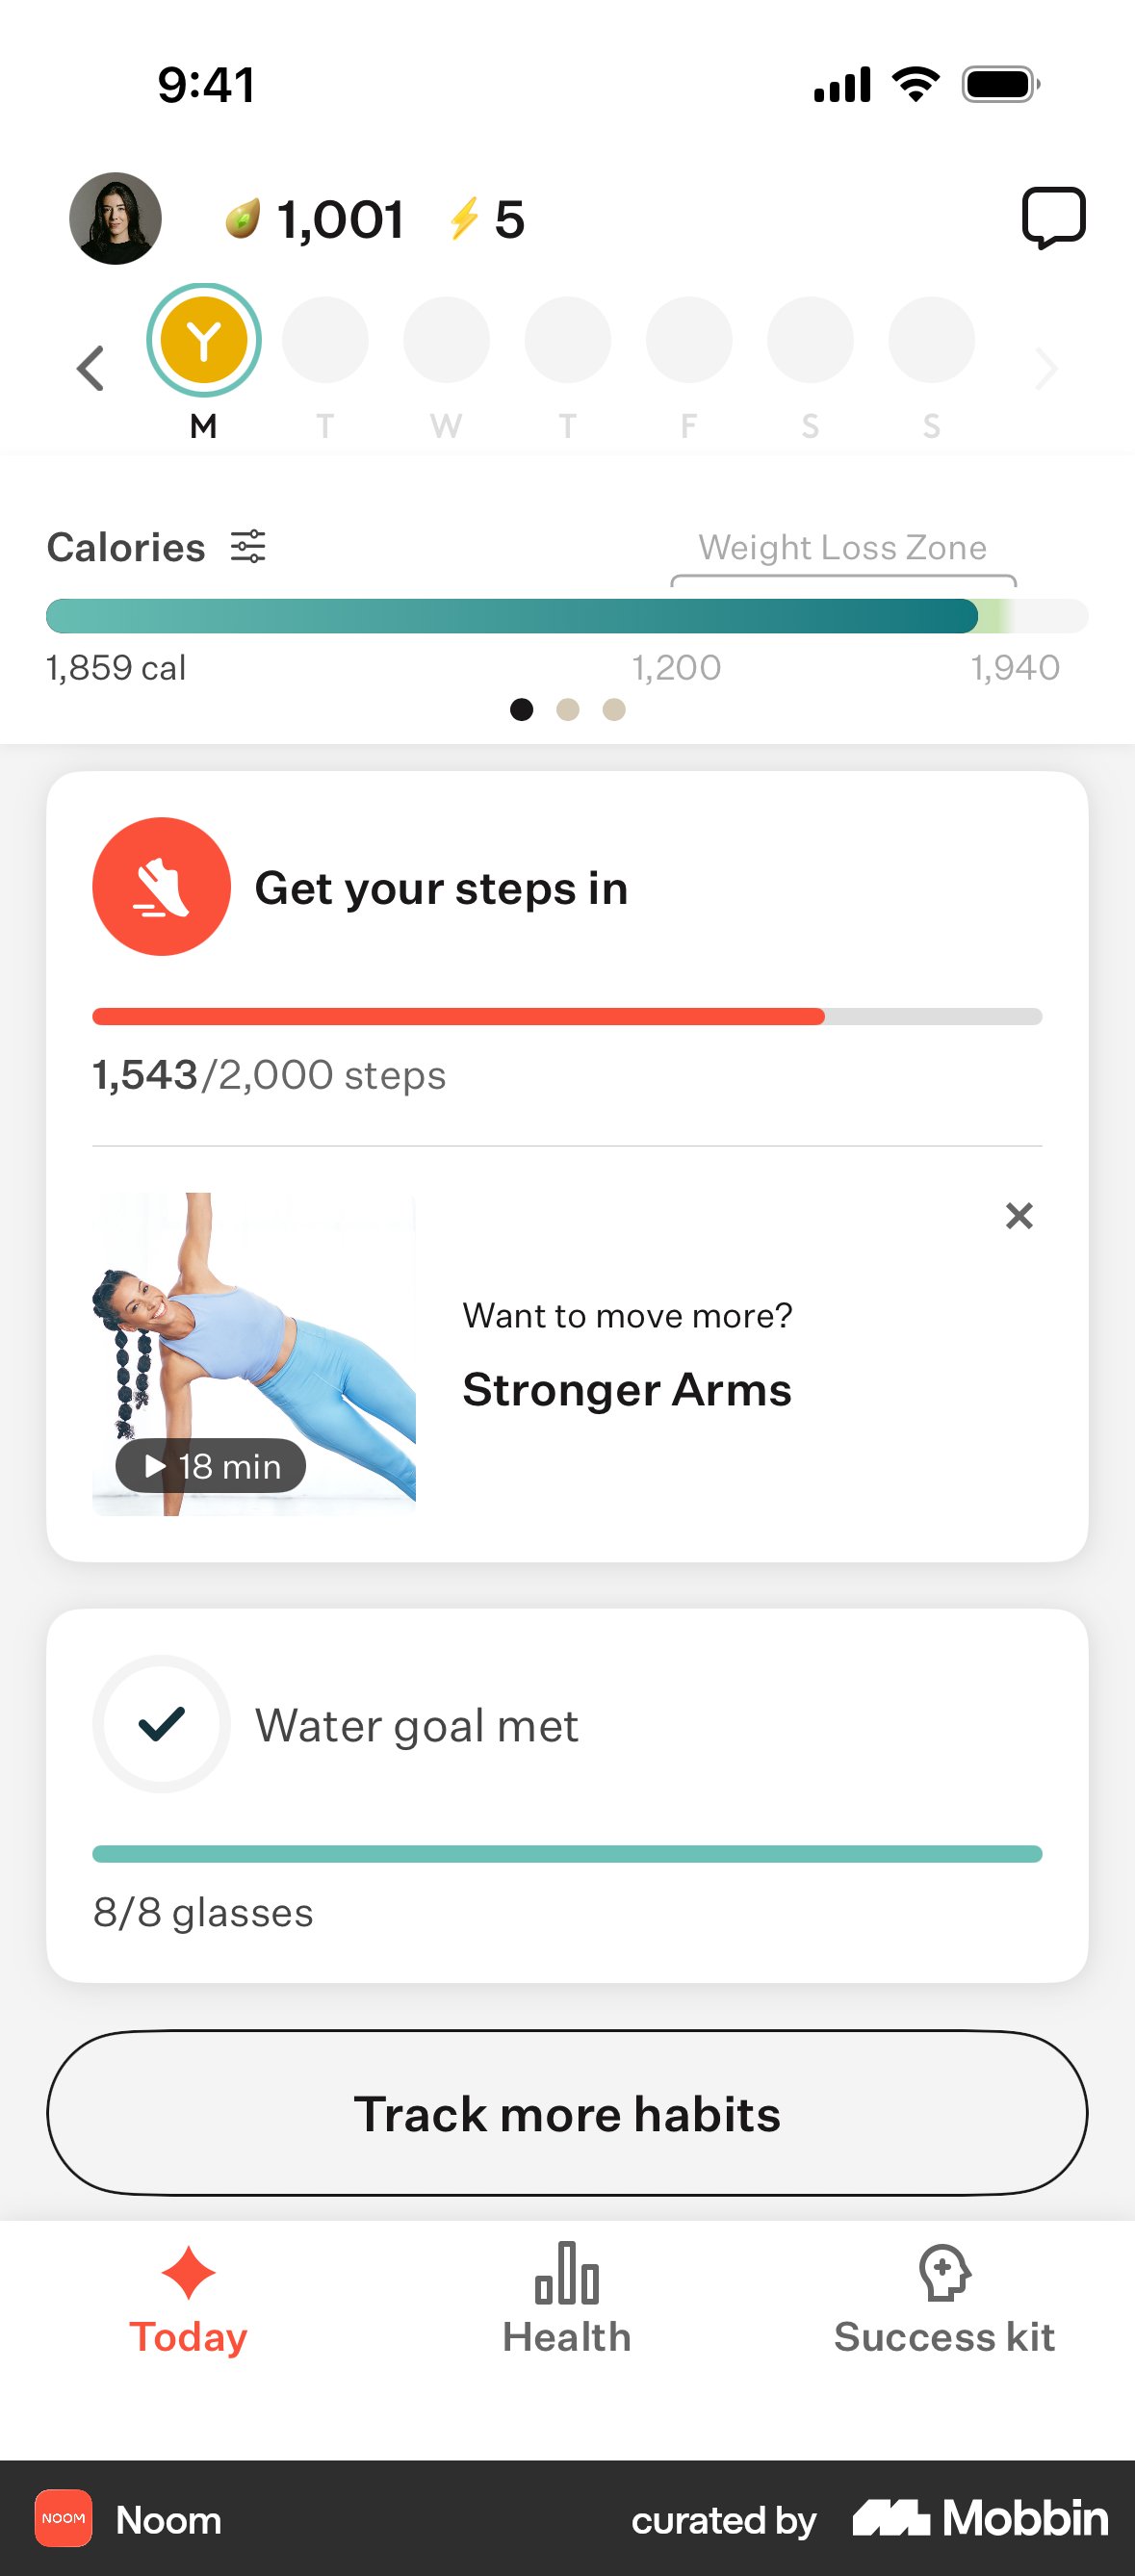 9:41
1,001 5
Y
M T W T F S S
Calories
Weight Loss Zone
1,859 cal 1,200 1,940
Get your steps in
1,543/2,000 steps
Want to move more?
Stronger Arms
18 min
Water goal met
8/8 glasses
Track more habits
Today Health Success kit
NOOM Noom curated by Mobbin